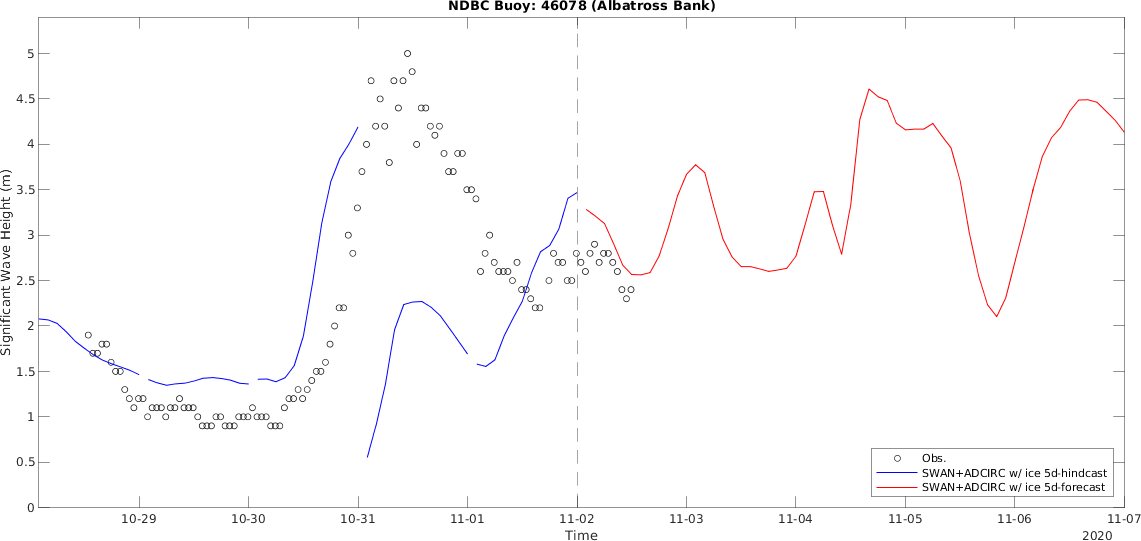 NDBC Buoy: 46078 (Albatross Bank)
5
4.5
4
3.5
3
2.5
2
1.5
1
0.5
0
Significant Wave Height (m)
Obs.
SWAN+ADCIRC w/ ice 5d-hindcast
SWAN+ADCIRC w/ ice 5d-forecast
10-29 10-30 10-31 11-01 11-02 11-03 11-04 11-05 11-06 11-07
Time
2020